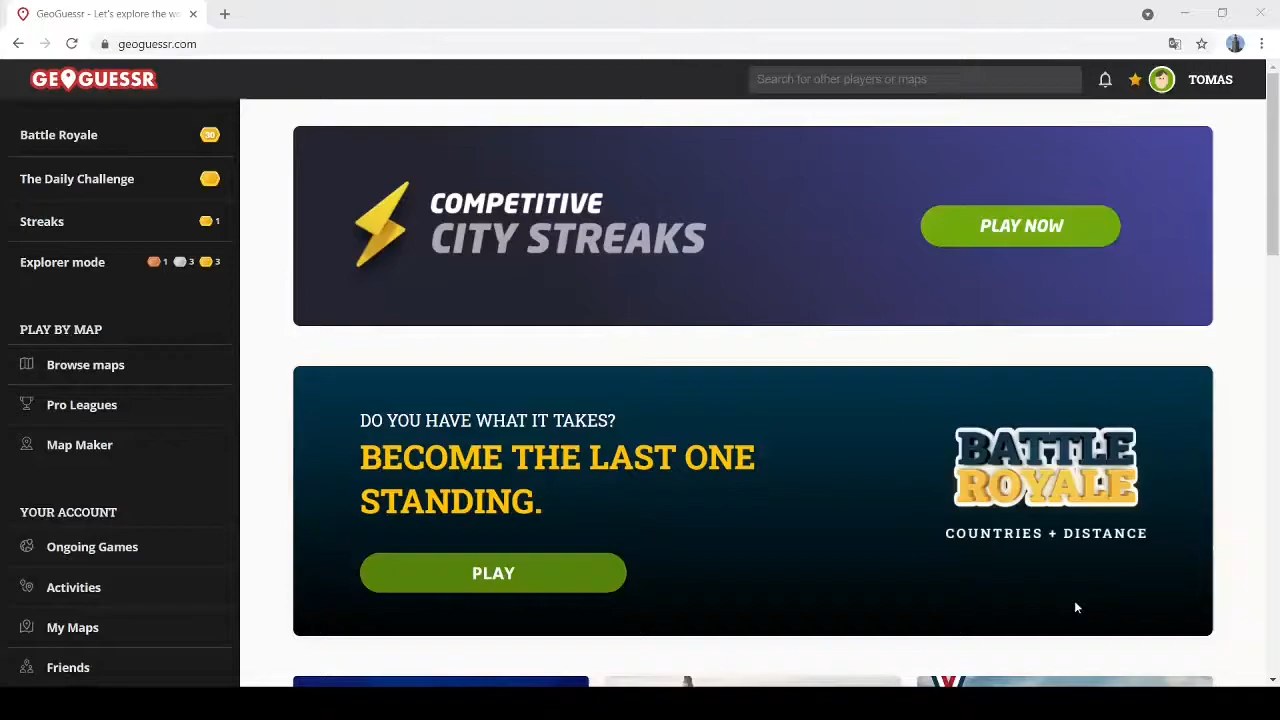 GeoGuessr - Let's explore the wo
geoguessr.com
GEOGUESSR
Search for other players or maps
TOMAS
Battle Royale
30
The Daily Challenge
Streaks
1
Explorer mode
1 3 3
PLAY BY MAP
Browse maps
Pro Leagues
Map Maker
YOUR ACCOUNT
Ongoing Games
Activities
My Maps
Friends
COMPETITIVE
CITY STREAKS
PLAY NOW
DO YOU HAVE WHAT IT TAKES?
BECOME THE LAST ONE
STANDING.
PLAY
BATTLE
ROYALE
COUNTRIES + DISTANCE